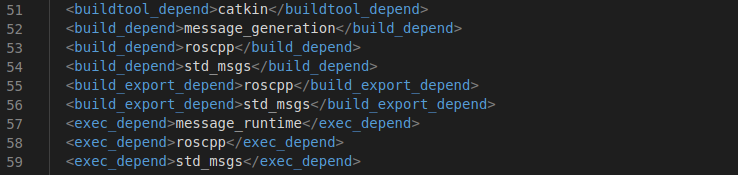 51 <buildtool_depend>catkin</buildtool_depend>
52 <build_depend>message_generation</build_depend>
53 <build_depend>roscpp</build_depend>
54 <build_depend>std_msgs</build_depend>
55 <build_export_depend>roscpp</build_export_depend>
56 <build_export_depend>std_msgs</build_export_depend>
57 <exec_depend>message_runtime</exec_depend>
58 <exec_depend>roscpp</exec_depend>
59 <exec_depend>std_msgs</exec_depend>